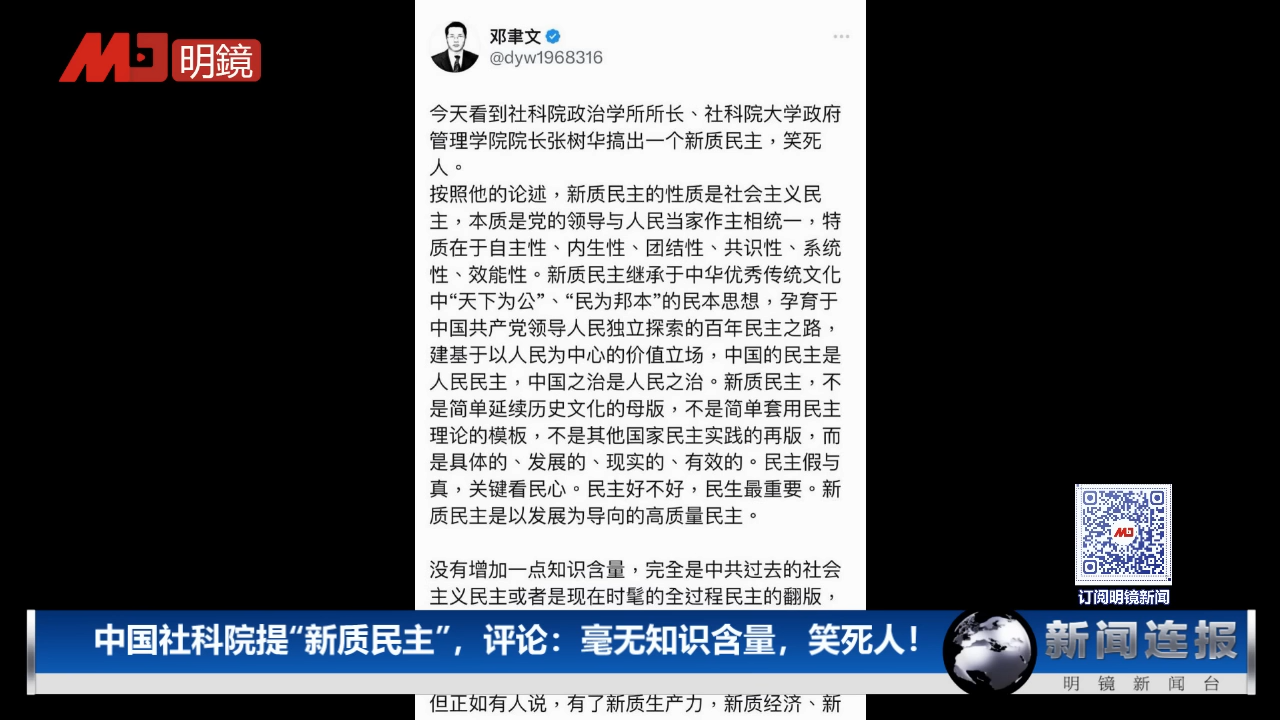 明鏡
邓聿文
@dyw1968316
今天看到社科院政治学所所长、社科院大学政府
管理学院院长张树华搞出一个新质民主，笑死
人。
按照他的论述，新质民主的性质是社会主义民
主，本质是党的领导与人民当家作主相统一，特
质在于自主性、内生性、团结性、共识性、系统
性、效能性。新质民主继承于中华优秀传统文化
中“天下为公”、“民为邦本”的民本思想，孕育于
中国共产党领导人民独立探索的百年民主之路，
建基于以人民为中心的价值立场，中国的民主是
人民民主，中国之治是人民之治。新质民主，不
是简单延续历史文化的母版，不是简单套用民主
理论的模板，不是其他国家民主实践的再版，而
是具体的、发展的、现实的、有效的。民主假与
真，关键看民心。民主好不好，民生最重要。新
质民主是以发展为导向的高质量民主。
没有增加一点知识含量，完全是中共过去的社会
主义民主或者是现在时髦的全过程民主的翻版，
订阅明镜新闻
中国社科院提“新质民主”，评论：毫无知识含量，笑死人！
新闻连报
明镜新闻台
但正如有人说，有了新质生产力，新质经济、新